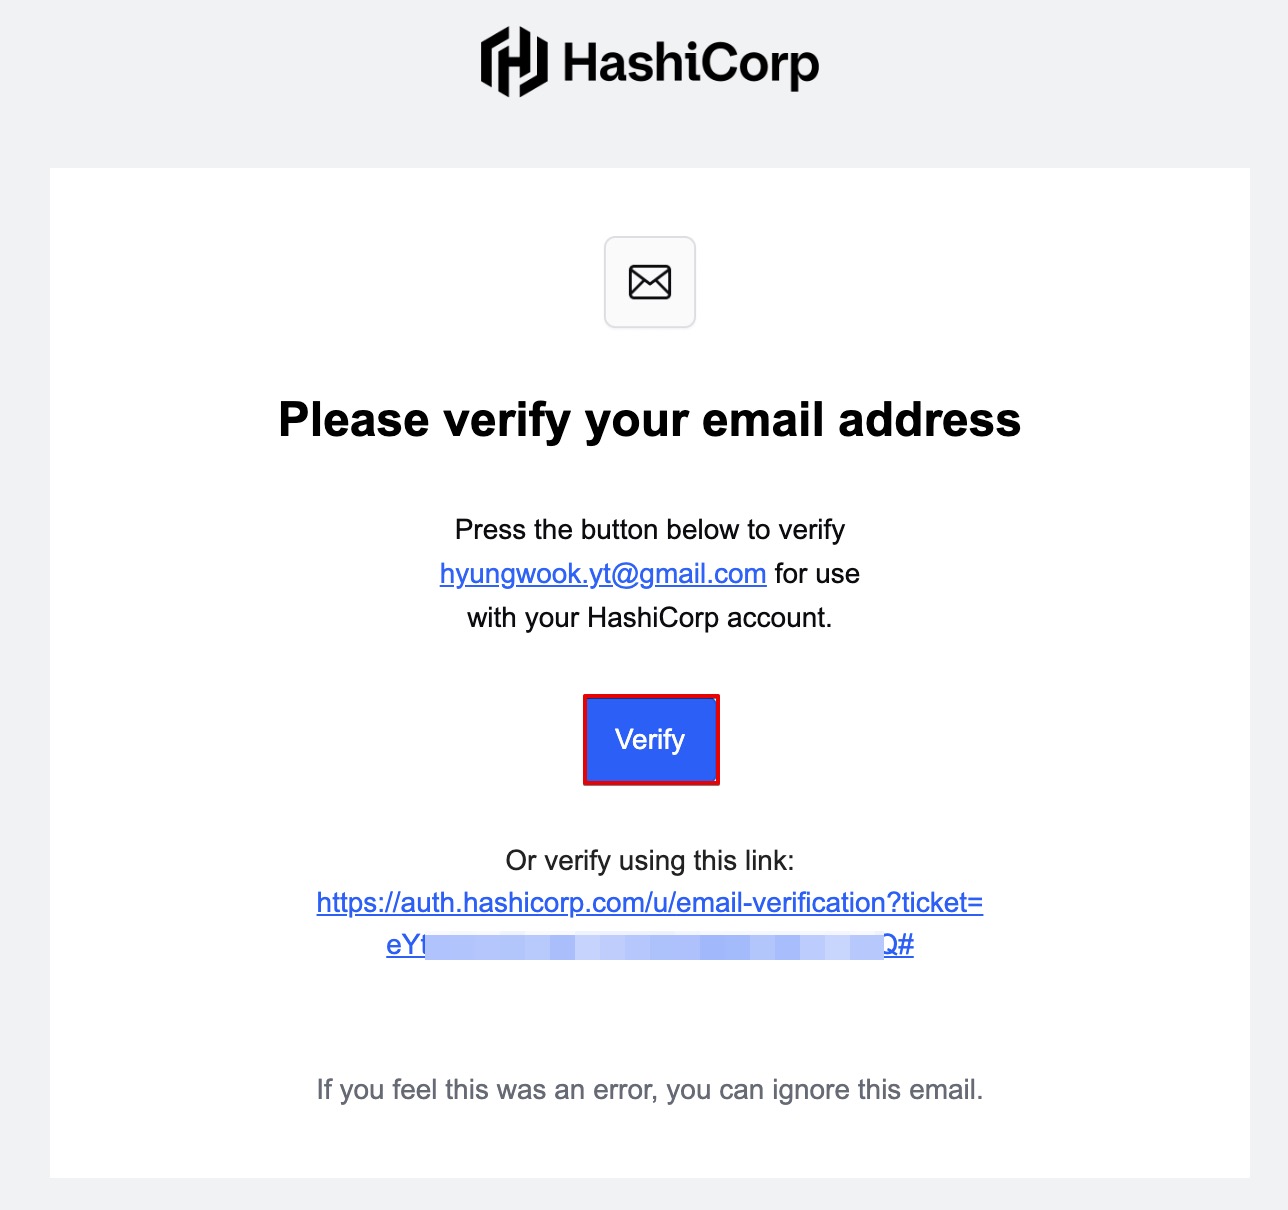 HashiCorp
Please verify your email address
Press the button below to verify
hyungwook.yt@gmail.com for use
with your HashiCorp account.
Verify
Or verify using this link:
https://auth.hashicorp.com/u/email-verification?ticket=
eYt Q#
If you feel this was an error, you can ignore this email.